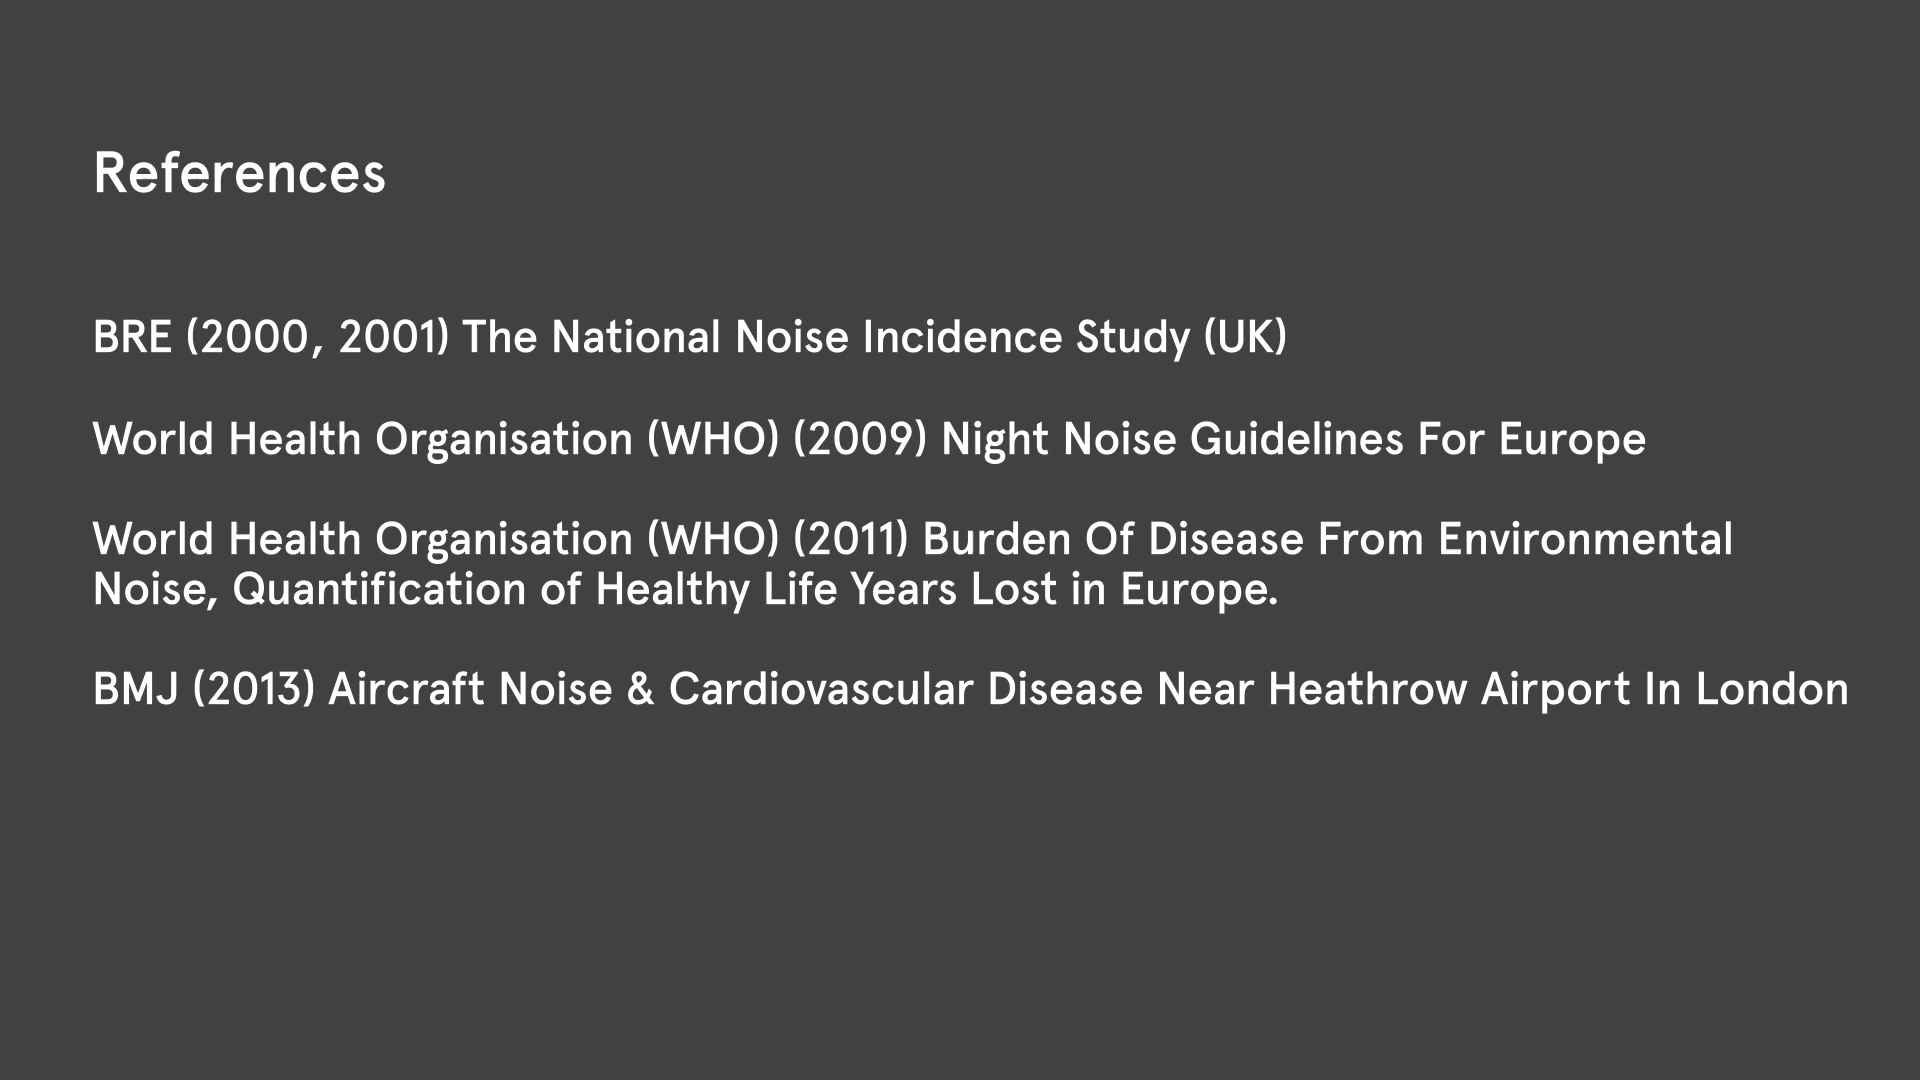 References
BRE (2000, 2001) The National Noise Incidence Study (UK)
World Health Organisation (WHO) (2009) Night Noise Guidelines For Europe
World Health Organisation (WHO) (2011) Burden Of Disease From Environmental
Noise, Quantification of Healthy Life Years Lost in Europe.
BMJ (2013) Aircraft Noise & Cardiovascular Disease Near Heathrow Airport In London